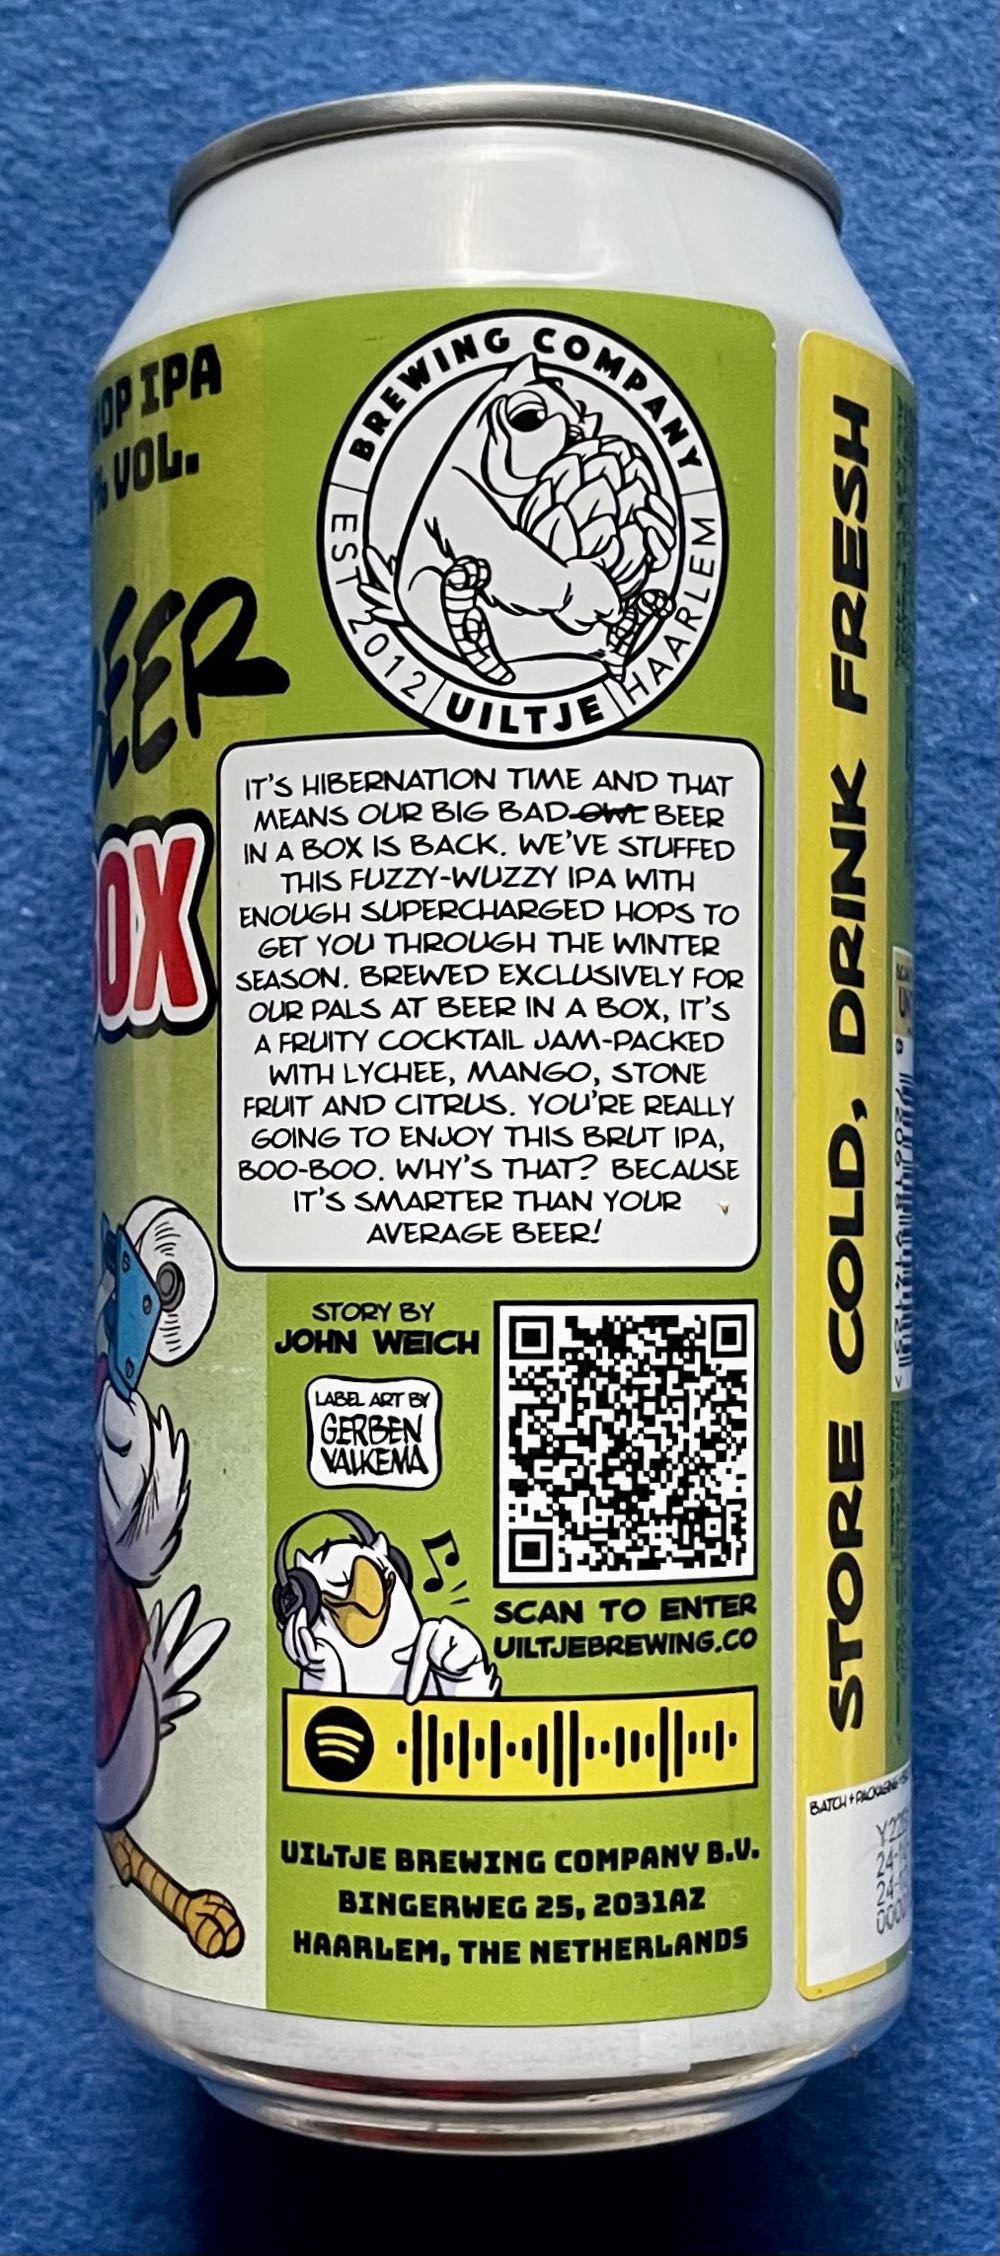 IPA
VOL.
BEER
BOX
BREWING COMPANY
EST 2012
UILTJE
HAARLEM
IT'S HIBERNATION TIME AND THAT
MEANS OUR BIG BAD OWL BEER
IN A BOX IS BACK. WE'VE STUFFED
THIS FUZZY-WUZZY IPA WITH
ENOUGH SUPERCHARGED HOPS TO
GET YOU THROUGH THE WINTER
SEASON. BREWED EXCLUSIVELY FOR
OUR PALS AT BEER IN A BOX, IT'S
A FRUITY COCKTAIL JAM-PACKED
WITH LYCHEE, MANGO, STONE
FRUIT AND CITRUS. YOU'RE REALLY
GOING TO ENJOY THIS BRUT IPA,
BOO-BOO. WHY'S THAT? BECAUSE
IT'S SMARTER THAN YOUR
AVERAGE BEER!
STORY BY
JOHN WEICH
LABEL ART BY
GERBEN
VALKEMA
SCAN TO ENTER
UILTJEBREWING.CO
UILTJE BREWING COMPANY B.V.
BINGERWEG 25, 2031AZ
HAARLEM, THE NETHERLANDS
STORE COLD, DRINK FRESH
BATCH + PACKAGING